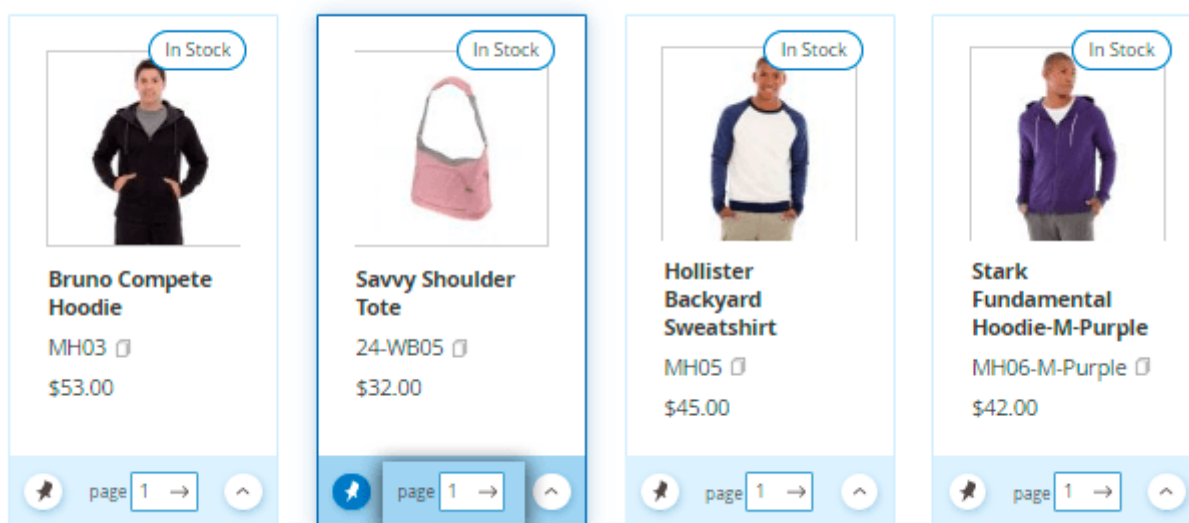 In Stock
Bruno Compete
Hoodie
MH03
$53.00
page 1
In Stock
Savvy Shoulder
Tote
24-WB05
$32.00
page 1
In Stock
Hollister
Backyard
Sweatshirt
MH05
$45.00
page 1
In Stock
Stark
Fundamental
Hoodie-M-Purple
MH06-M-Purple
$42.00
page 1